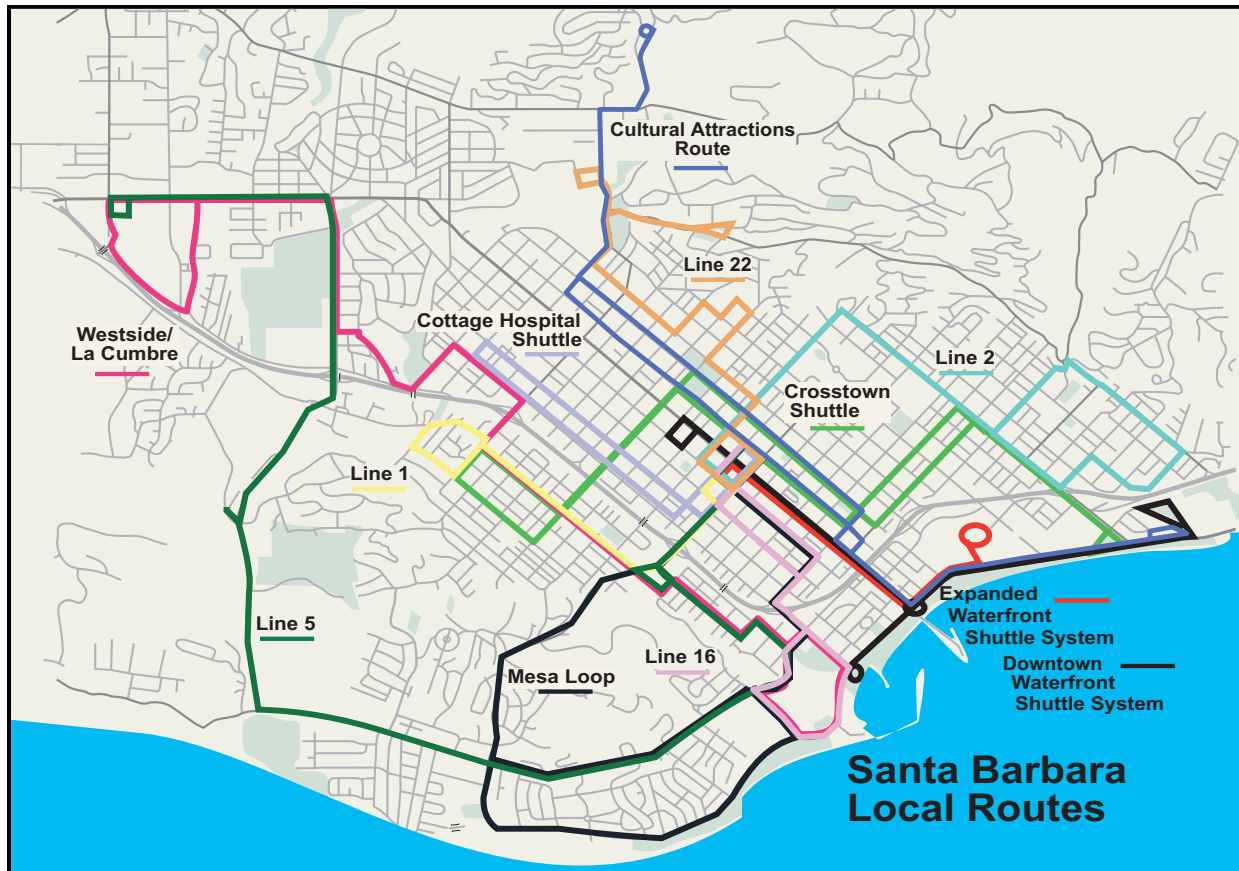 Cultural Attractions
Route
Line 22
Cottage Hospital
Shuttle
Westside/
La Cumbre
Line 2
Crosstown
Shuttle
Line 1
Expanded
Waterfront
Shuttle System
Line 5
Line 16
Mesa Loop
Downtown
Waterfront
Shuttle System
Santa Barbara
Local Routes